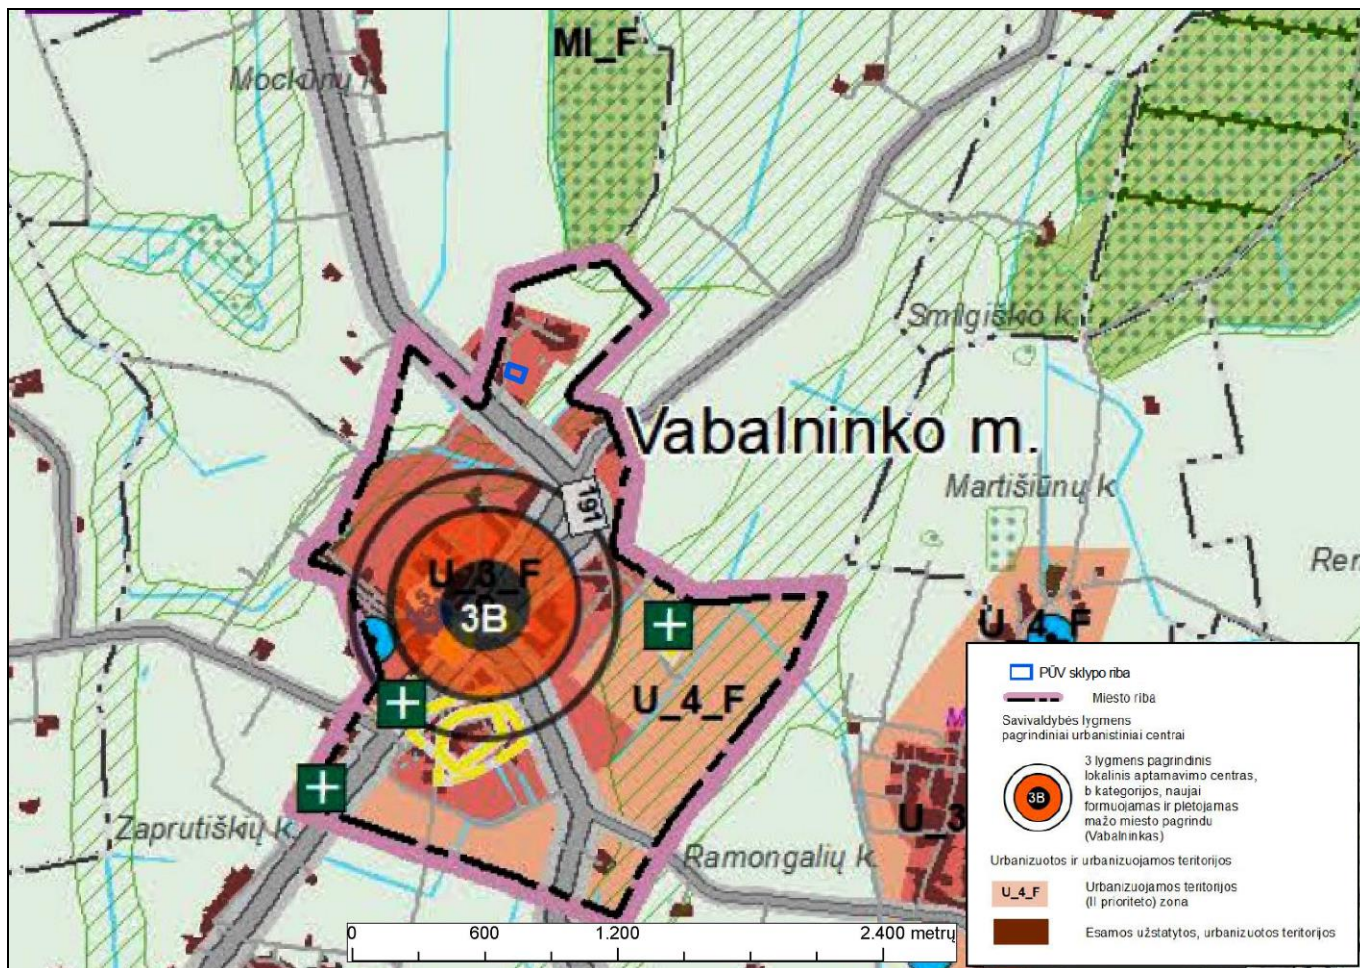 MI_F
Mockūnų k.
Smilgiško k.
Vabalninko m.
191
Martišiūnų k.
U_3_F
3B
U_4_F
U_4_F
U_3
Zaprutiškių k.
Ramongalių k.
0 600 1.200 2.400 metrų
PŪV sklypo riba
Miesto riba
Savivaldybės lygmens
pagrindiniai urbanistiniai centrai
3B
3 lygmens pagrindinis
lokalinis aptarnavimo centras,
b kategorijos, naujai
formuojamas ir plėtojamas
mažo miesto pagrindu
(Vabalninkas)
Urbanizuotos ir urbanizuojamos teritorijos
U_4_F
Urbanizuojamos teritorijos
(II prioriteto) zona
Esamos užstatytos, urbanizuotos teritorijos